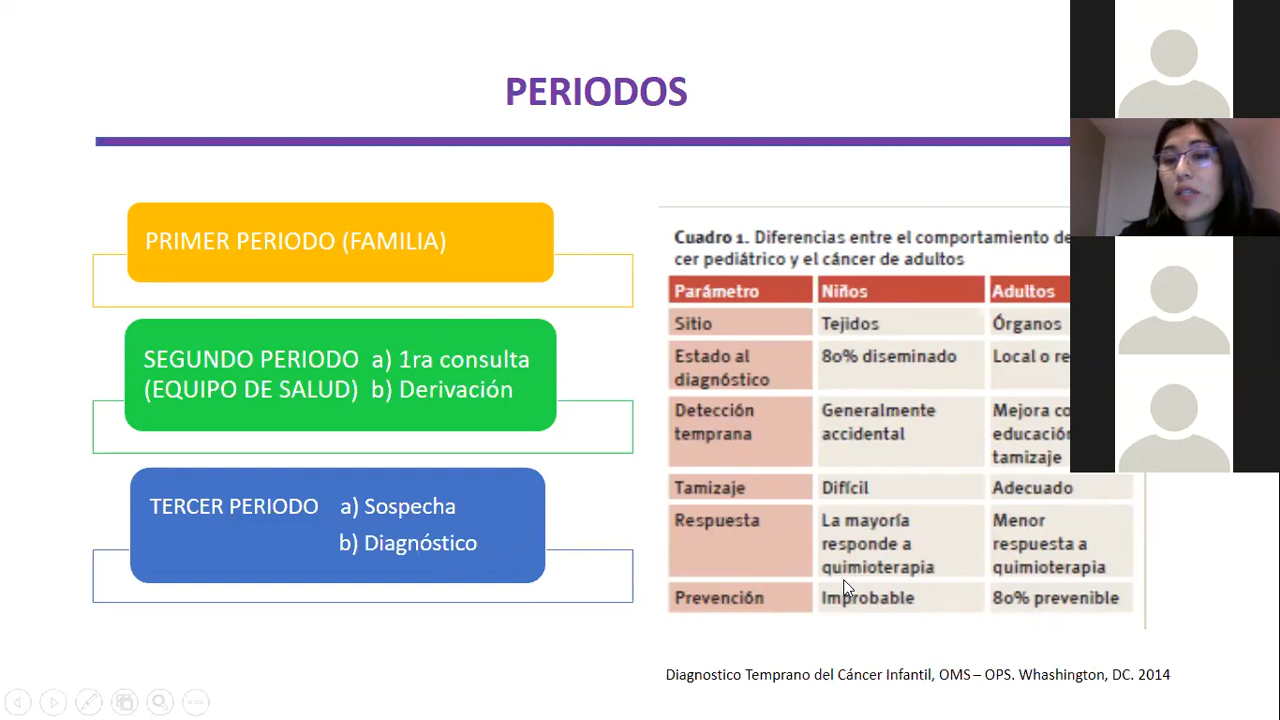 PERIODOS
PRIMER PERIODO (FAMILIA)
SEGUNDO PERIODO a) 1ra consulta
(EQUIPO DE SALUD) b) Derivación
TERCER PERIODO a) Sospecha
b) Diagnóstico
Cuadro 1. Diferencias entre el comportamiento de
cer pediátrico y el cáncer de adultos
Parámetro Niños Adultos
Sitio Tejidos Órganos
Estado al 80% diseminado Local o re
diagnóstico
Detección Generalmente Mejora co
temprana accidental educación
tamizaje
Tamizaje Difícil Adecuado
Respuesta La mayoría Menor
responde a respuesta a
quimioterapia quimioterapia
Prevención Improbable 80% prevenible
Diagnostico Temprano del Cáncer Infantil, OMS – OPS. Whashington, DC. 2014